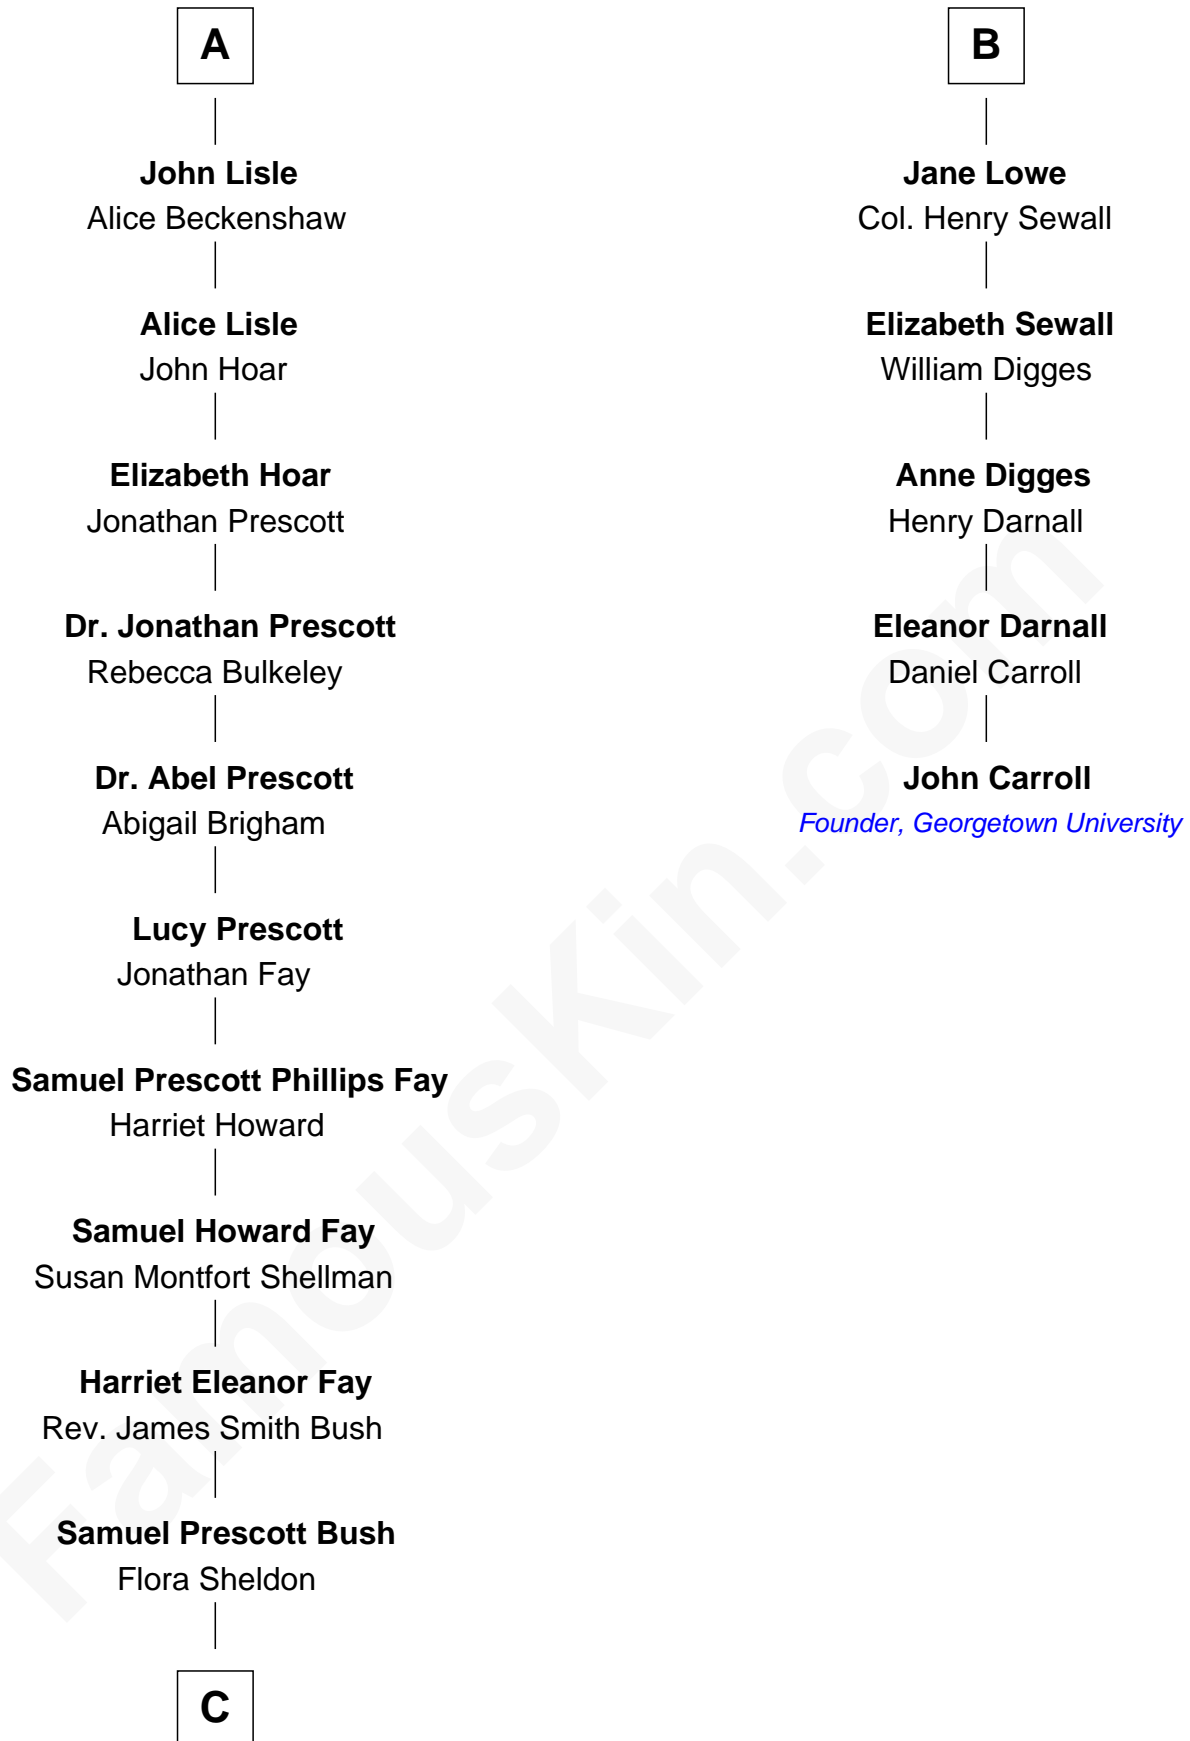 A
John Lisle
Alice Beckenshaw
Alice Lisle
John Hoar
Elizabeth Hoar
Jonathan Prescott
Dr. Jonathan Prescott
Rebecca Bulkeley
Dr. Abel Prescott
Abigail Brigham
Lucy Prescott
Jonathan Fay
Samuel Prescott Phillips Fay
Harriet Howard
Samuel Howard Fay
Susan Montfort Shellman
Harriet Eleanor Fay
Rev. James Smith Bush
Samuel Prescott Bush
Flora Sheldon
C
B
Jane Lowe
Col. Henry Sewall
Elizabeth Sewall
William Digges
Anne Digges
Henry Darnall
Eleanor Darnall
Daniel Carroll
John Carroll
Founder, Georgetown University
FamousKin.com